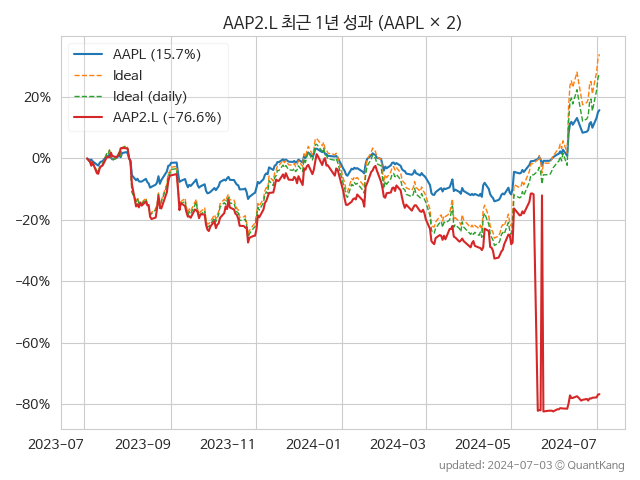 AAP2.L 최근 1년 성과 (AAPL × 2)
AAPL (15.7%)
Ideal
Ideal (daily)
AAP2.L (−76.6%)
20%
0%
−20%
−40%
−60%
−80%
2023-07 2023-09 2023-11 2024-01 2024-03 2024-05 2024-07
updated: 2024-07-03 © QuantKang